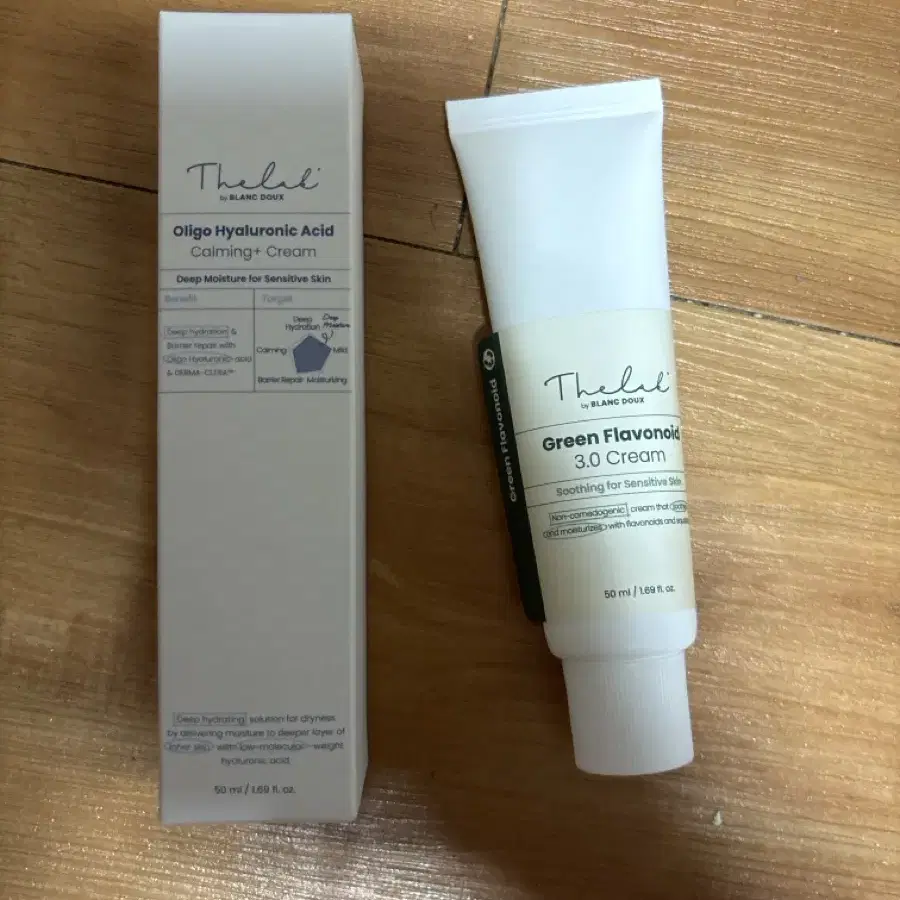 Thelab
by BLANC DOUX
Oligo Hyaluronic Acid
Calming+ Cream
Deep Moisture for Sensitive Skin
Benefit Target
Deep hydration &
Barrier repair with
Oligo Hyaluronic acid
& DERMA-CLERA™
Deep Hydration
Deep Moisture
Calming
Mild
Barrier Repair Moisturizing
Deep hydrating solution for dryness
by delivering moisture to deeper layer of
inner skin with low-molecular-weight
hyaluronic acid
50 ml / 1.69 fl. oz.
Green Flavonoid
Thelab
by BLANC DOUX
Green Flavonoid
3.0 Cream
Soothing for Sensitive Skin
Non-comedogenic cream that
and moisturizes with flavonoids and
50 ml / 1.69 fl. oz.